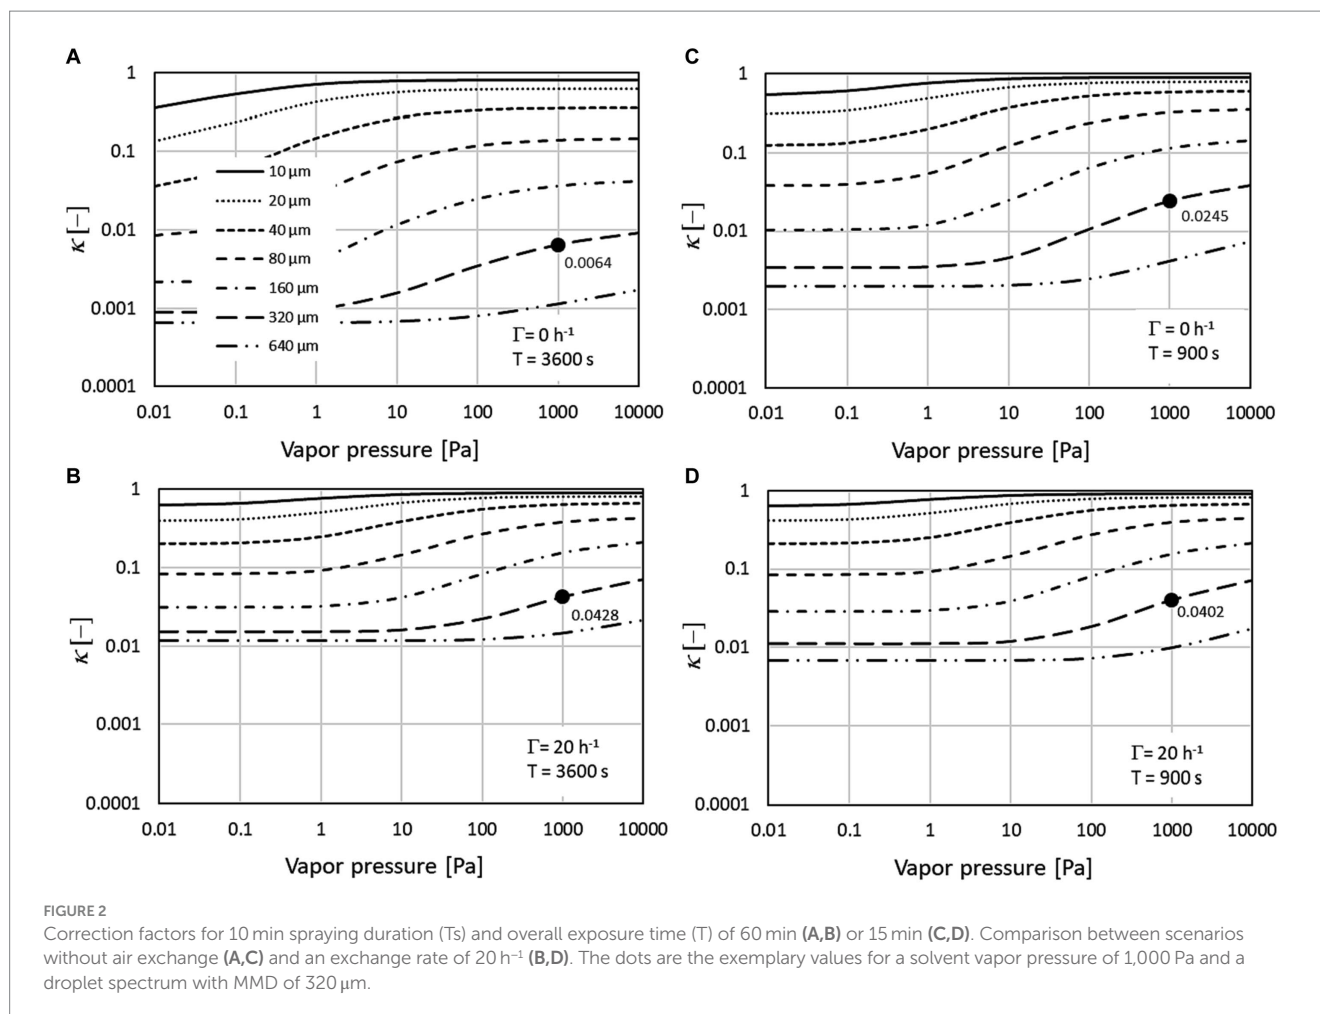 A
1
0.1
0.01
0.001
0.0001
κ [−]
10 µm
20 µm
40 µm
80 µm
160 µm
320 µm
640 µm
0.0064
Γ = 0 h-1
T = 3600 s
0.01 0.1 1 10 100 1000 10000
Vapor pressure [Pa]
C
1
0.1
0.01
0.001
0.0001
κ [−]
0.0245
Γ = 0 h-1
T = 900 s
0.01 0.1 1 10 100 1000 10000
Vapor pressure [Pa]
B
1
0.1
0.01
0.001
0.0001
κ [−]
0.0428
Γ = 20 h-1
T = 3600 s
0.01 0.1 1 10 100 1000 10000
Vapor pressure [Pa]
D
1
0.1
0.01
0.001
0.0001
κ [−]
0.0402
Γ = 20 h-1
T = 900 s
0.01 0.1 1 10 100 1000 10000
Vapor pressure [Pa]
FIGURE 2
Correction factors for 10 min spraying duration (Ts) and overall exposure time (T) of 60 min (A,B) or 15 min (C,D). Comparison between scenarios
without air exchange (A,C) and an exchange rate of 20 h−1 (B,D). The dots are the exemplary values for a solvent vapor pressure of 1,000 Pa and a
droplet spectrum with MMD of 320 µm.